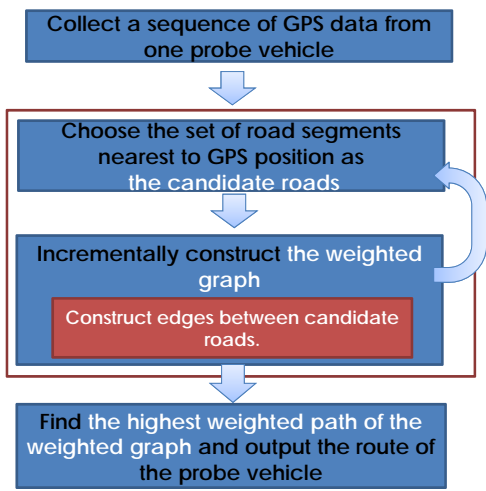 Collect a sequence of GPS data from
one probe vehicle
Choose the set of road segments
nearest to GPS position as
the candidate roads
Incrementally construct the weighted
graph
Construct edges between candidate
roads.
Find the highest weighted path of the
weighted graph and output the route of
the probe vehicle